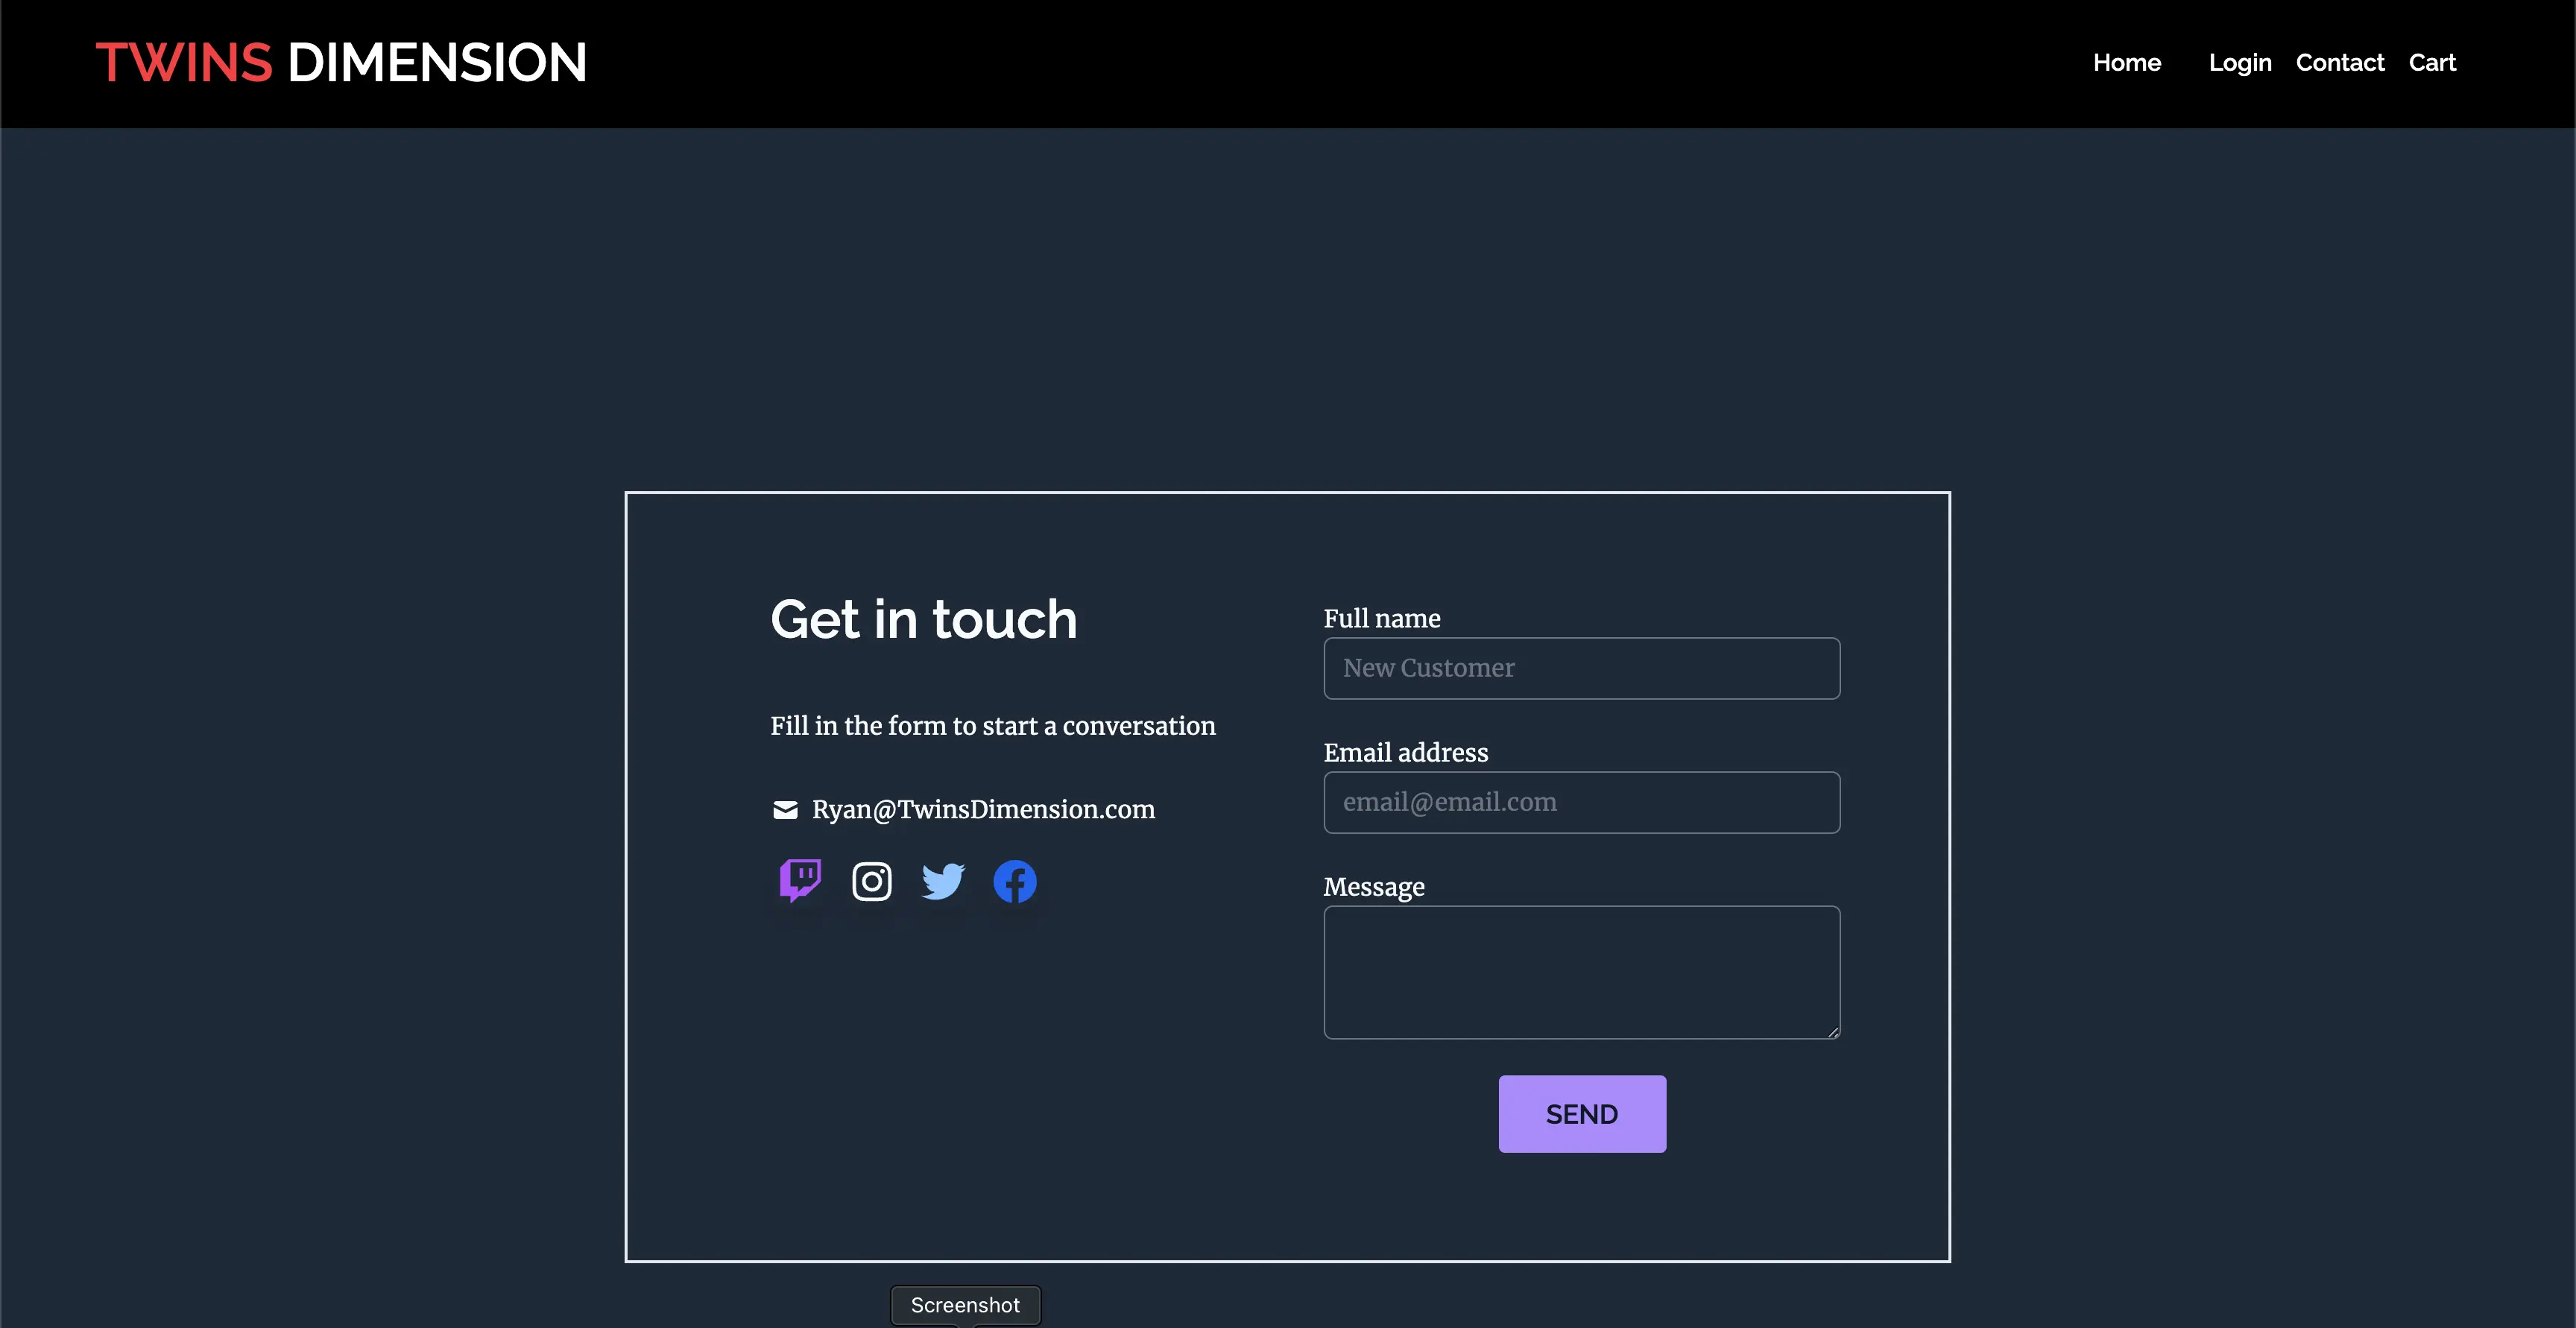 TWINS DIMENSION
Home Login Contact Cart
Get in touch
Fill in the form to start a conversation
Ryan@TwinsDimension.com
Full name
New Customer
Email address
email@email.com
Message
SEND
Screenshot